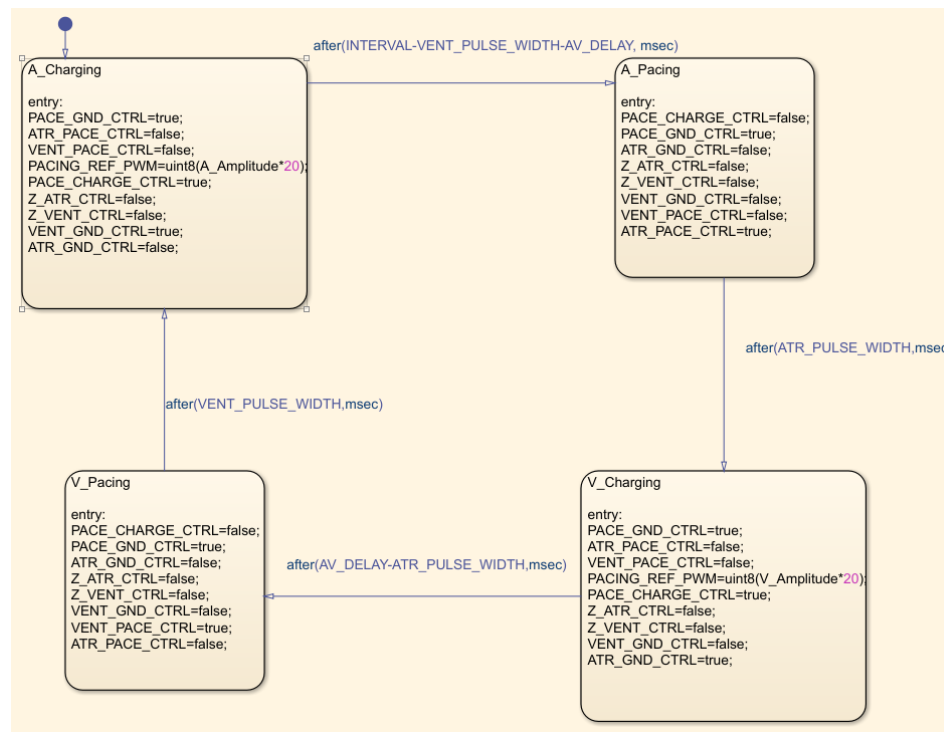 after(INTERVAL-VENT_PULSE_WIDTH-AV_DELAY, msec)
A_Charging
entry:
PACE_GND_CTRL=true;
ATR_PACE_CTRL=false;
VENT_PACE_CTRL=false;
PACING_REF_PWM=uint8(A_Amplitude*20);
PACE_CHARGE_CTRL=true;
Z_ATR_CTRL=false;
Z_VENT_CTRL=false;
VENT_GND_CTRL=true;
ATR_GND_CTRL=false;
A_Pacing
entry:
PACE_CHARGE_CTRL=false;
PACE_GND_CTRL=true;
ATR_GND_CTRL=false;
Z_ATR_CTRL=false;
Z_VENT_CTRL=false;
VENT_GND_CTRL=false;
VENT_PACE_CTRL=false;
ATR_PACE_CTRL=true;
after(ATR_PULSE_WIDTH,msec
after(VENT_PULSE_WIDTH,msec)
V_Pacing
entry:
PACE_CHARGE_CTRL=false;
PACE_GND_CTRL=true;
ATR_GND_CTRL=false;
Z_ATR_CTRL=false;
Z_VENT_CTRL=false;
VENT_GND_CTRL=false;
VENT_PACE_CTRL=true;
ATR_PACE_CTRL=false;
after(AV_DELAY-ATR_PULSE_WIDTH,msec)
V_Charging
entry:
PACE_GND_CTRL=true;
ATR_PACE_CTRL=false;
VENT_PACE_CTRL=false;
PACING_REF_PWM=uint8(V_Amplitude*20);
PACE_CHARGE_CTRL=true;
Z_ATR_CTRL=false;
Z_VENT_CTRL=false;
VENT_GND_CTRL=false;
ATR_GND_CTRL=true;